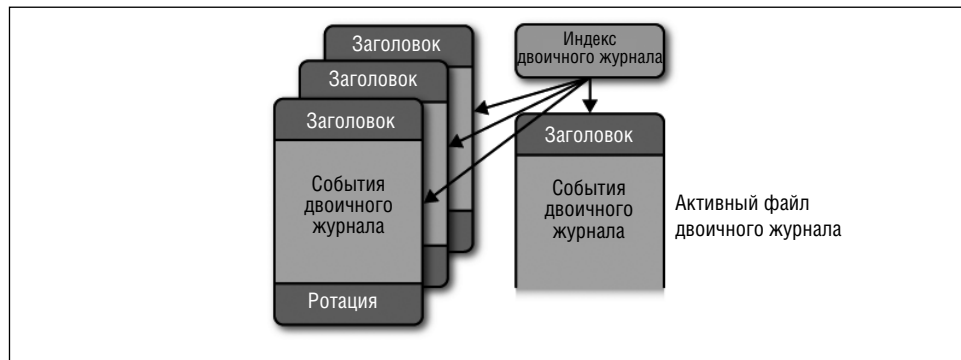 Заголовок
Заголовок
Заголовок
События
двоичного
журнала
Ротация
Индекс
двоичного журнала
Заголовок
События
двоичного
журнала
Активный файл
двоичного журнала